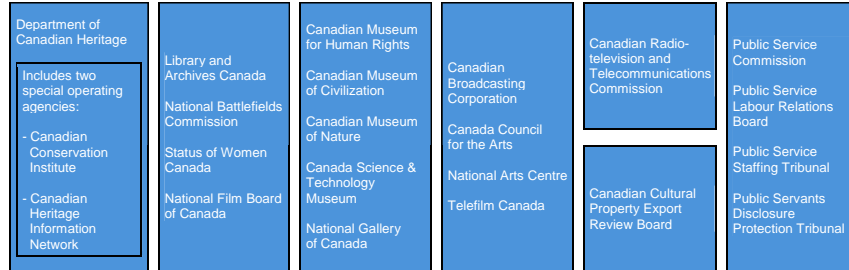 Department of
Canadian Heritage
Includes two
special operating
agencies:
- Canadian
Conservation
Institute
- Canadian
Heritage
Information
Network
Library and
Archives Canada
National Battlefields
Commission
Status of Women
Canada
National Film Board
of Canada
Canadian Museum
for Human Rights
Canadian Museum
of Civilization
Canadian Museum
of Nature
Canada Science &
Technology
Museum
National Gallery
of Canada
Canadian
Broadcasting
Corporation
Canada Council
for the Arts
National Arts Centre
Telefilm Canada
Canadian Radio-
television and
Telecommunications
Commission
Canadian Cultural
Property Export
Review Board
Public Service
Commission
Public Service
Labour Relations
Board
Public Service
Staffing Tribunal
Public Servants
Disclosure
Protection Tribunal